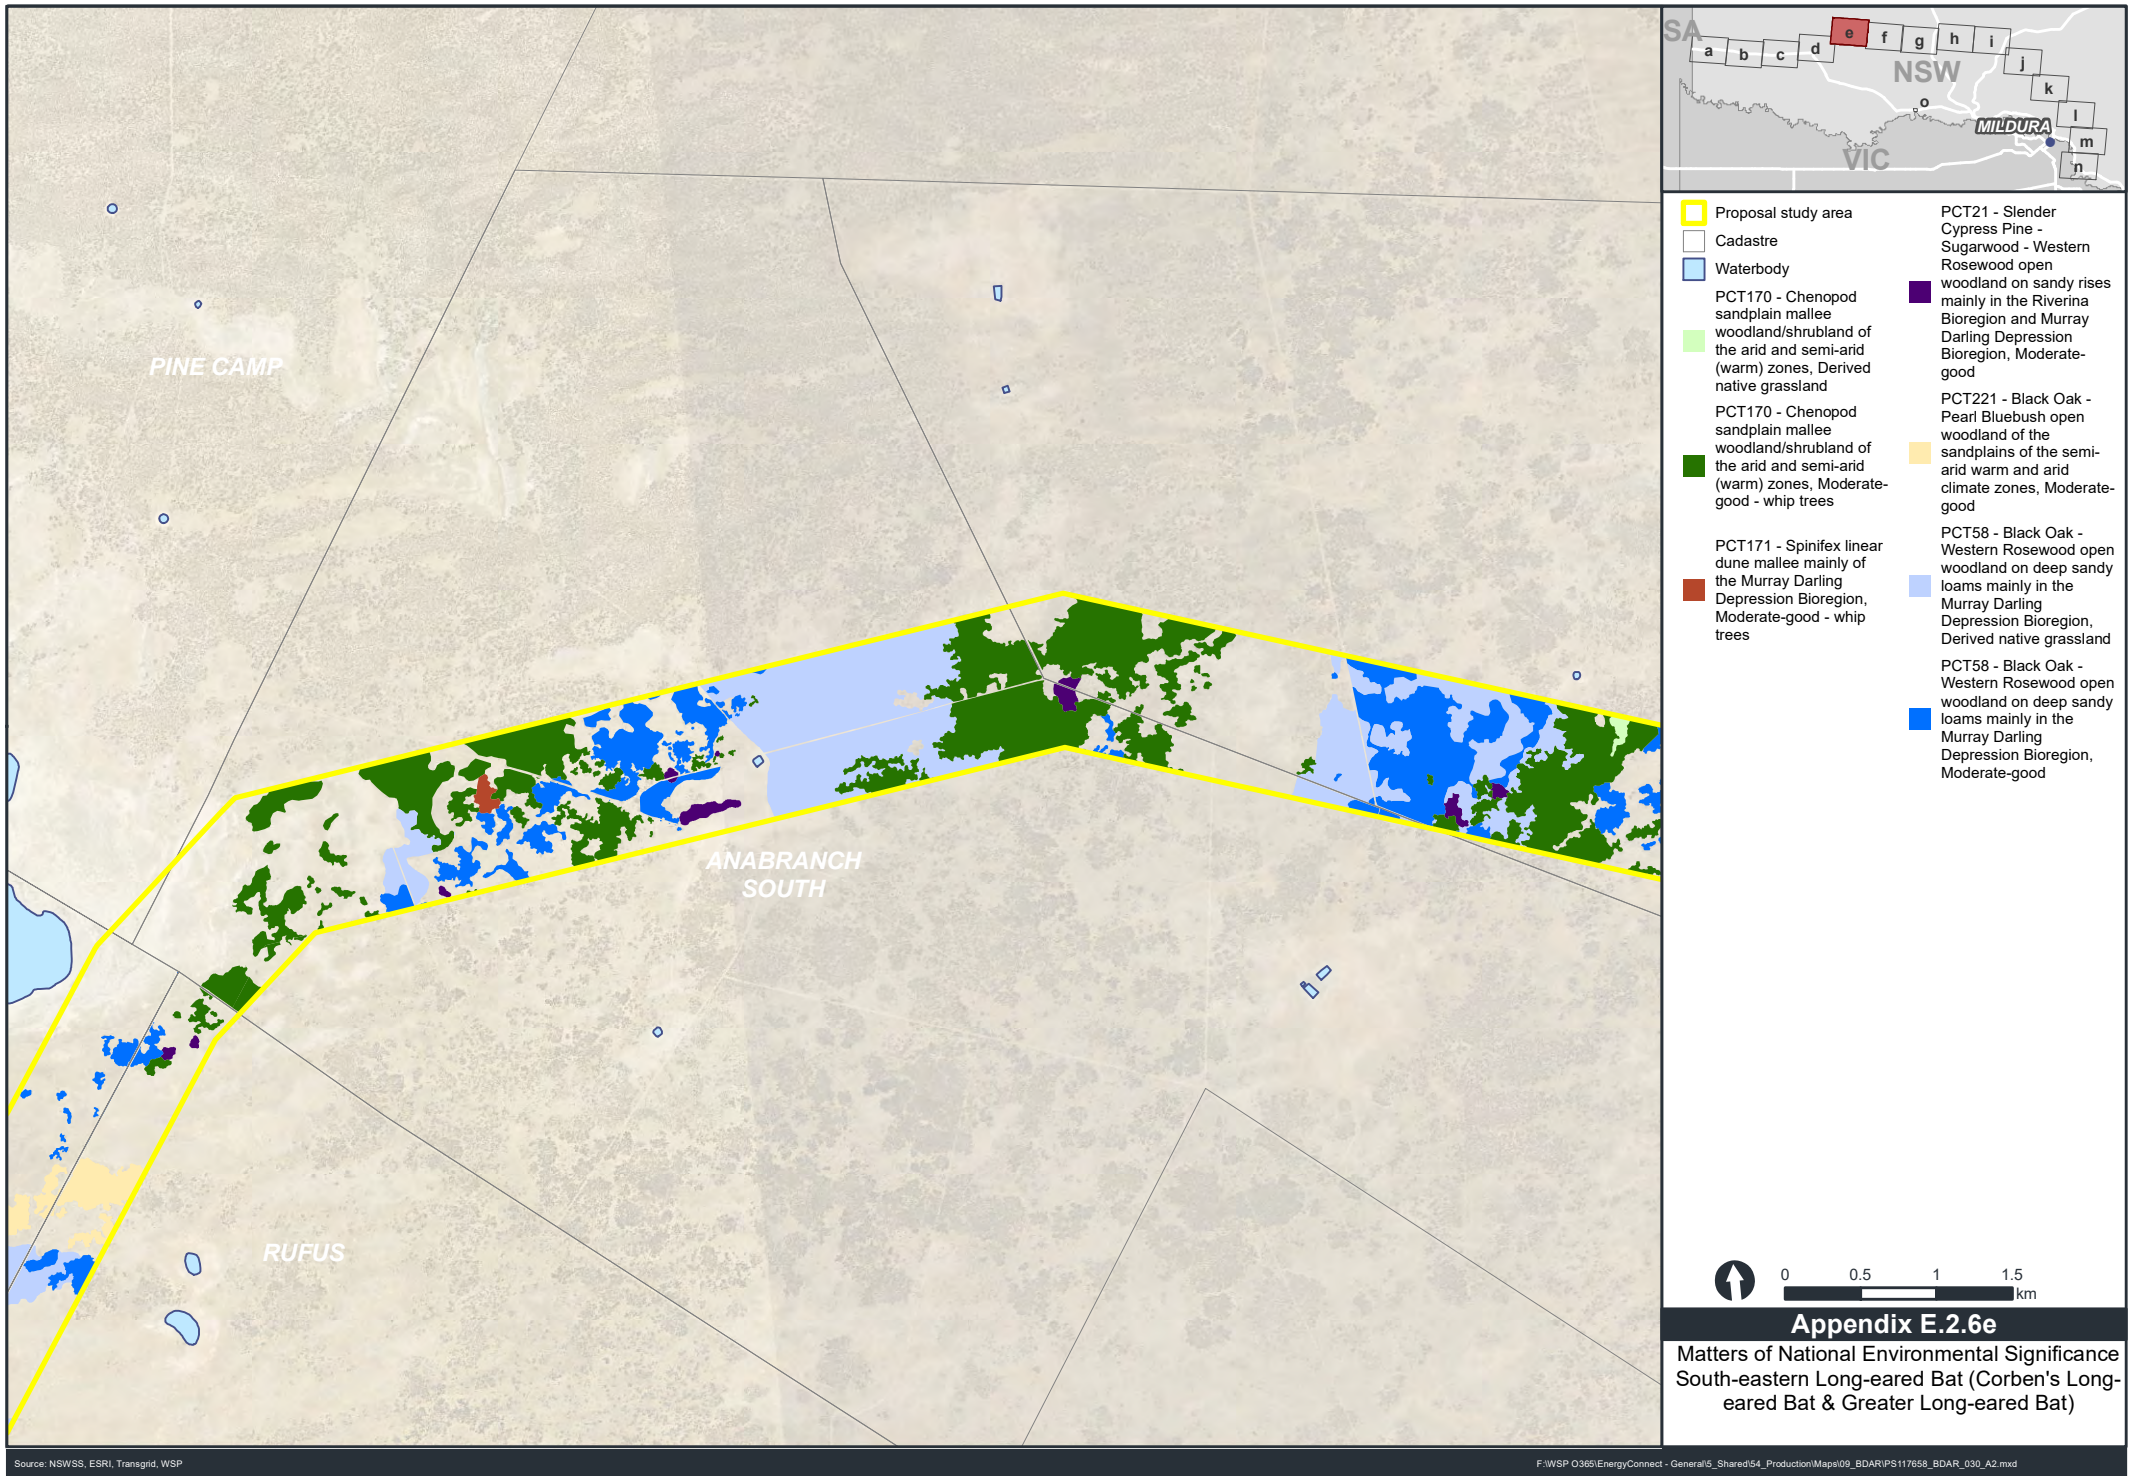 PINE CAMP
ANABRANCH
SOUTH
RUFUS
SA
a
b
c
d
e
f
g
h
i
j
k
l
m
n
o
NSW
MILDURA
VIC
Proposal study area
Cadastre
Waterbody
PCT170 - Chenopod
sandplain mallee
woodland/shrubland of
the arid and semi-arid
(warm) zones, Derived
native grassland
PCT170 - Chenopod
sandplain mallee
woodland/shrubland of
the arid and semi-arid
(warm) zones, Moderate-
good - whip trees
PCT171 - Spinifex linear
dune mallee mainly of
the Murray Darling
Depression Bioregion,
Moderate-good - whip
trees
PCT21 - Slender
Cypress Pine -
Sugarwood - Western
Rosewood open
woodland on sandy rises
mainly in the Riverina
Bioregion and Murray
Darling Depression
Bioregion, Moderate-
good
PCT221 - Black Oak -
Pearl Bluebush open
woodland of the
sandplains of the semi-
arid warm and arid
climate zones, Moderate-
good
PCT58 - Black Oak -
Western Rosewood open
woodland on deep sandy
loams mainly in the
Murray Darling
Depression Bioregion,
Derived native grassland
PCT58 - Black Oak -
Western Rosewood open
woodland on deep sandy
loams mainly in the
Murray Darling
Depression Bioregion,
Moderate-good
0 0.5 1 1.5
km
Appendix E.2.6e
Matters of National Environmental Significance
South-eastern Long-eared Bat (Corben's Long-
eared Bat & Greater Long-eared Bat)
Source: NSWSS, ESRI, Transgrid, WSP
F:\WSP O365\EnergyConnect - General\5_Shared\54_Production\Maps\09_BDAR\PS117658_BDAR_030_A2.mxd